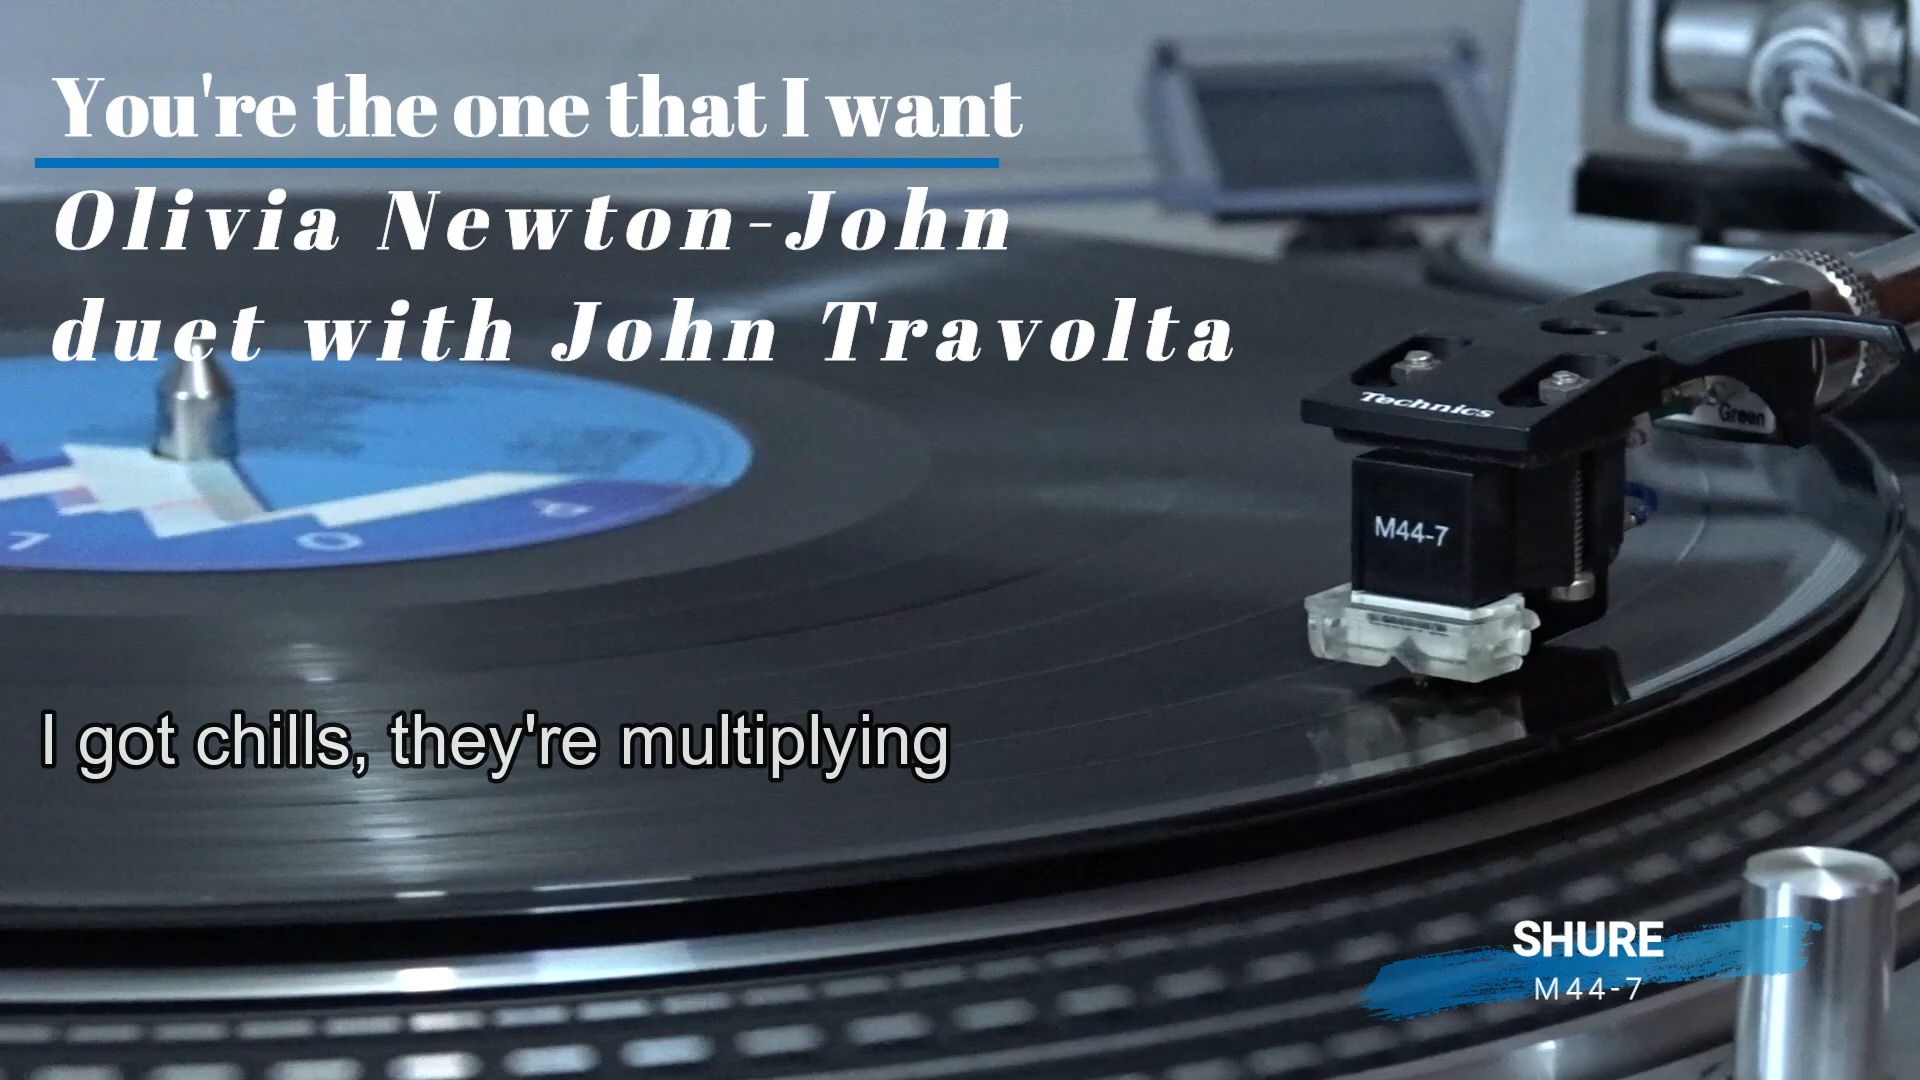 You're the one that I want
Olivia Newton-John
duet with John Travolta
Technics
Green
M44-7
I got chills, they're multiplying
SHURE
M44-7